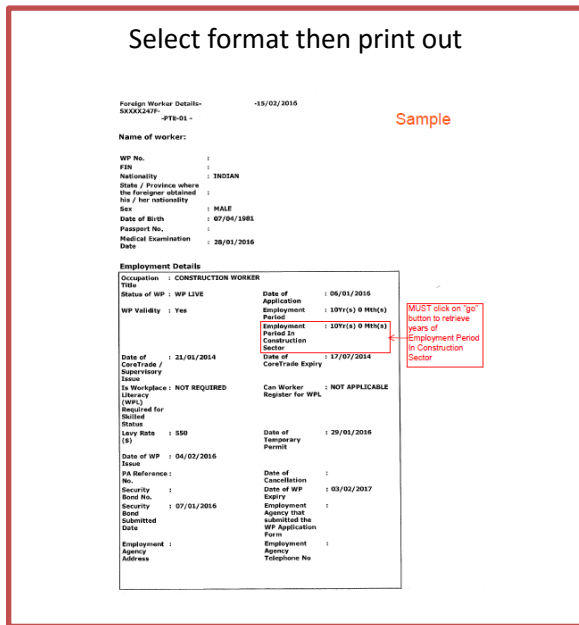 Select format then print out
Foreign Worker Details- -15/02/2016
SXXXX247F-
-PTE-01 -
Sample
Name of worker:
WP No. :
FIN :
Nationality : INDIAN
State / Province where
the foreigner obtained :
his / her nationality
Sex : MALE
Date of Birth : 07/04/1981
Passport No. :
Medical Examination : 28/01/2016
Date
Employment Details
Occupation : CONSTRUCTION WORKER
Title
Status of WP : WP LIVE Date of : 06/01/2016
Application
WP Validity : Yes Employment : 10Yr(s) 0 Mth(s)
Period
Employment : 10Yr(s) 0 Mth(s)
Period In
Construction
Sector
MUST click on "go"
button to retrieve
years of
Employment Period
In Construction
Sector
Date of : 21/01/2014 Date of : 17/07/2014
CoreTrade / CoreTrade Expiry
Supervisory
Issue
Is Workplace : NOT REQUIRED Can Worker : NOT APPLICABLE
Literacy Register for WPL
(WPL)
Required for
Skilled
Status
Levy Rate : 550 Date of : 29/01/2016
($) Temporary
Permit
Date of WP : 04/02/2016
Issue
PA Reference : Date of :
No. Cancellation
Security : Date of WP : 03/02/2017
Bond No. Expiry
Security : 07/01/2016 Employment :
Bond Agency that
Submitted submitted the
Date WP Application
Form
Employment : Employment :
Agency Agency
Address Telephone No